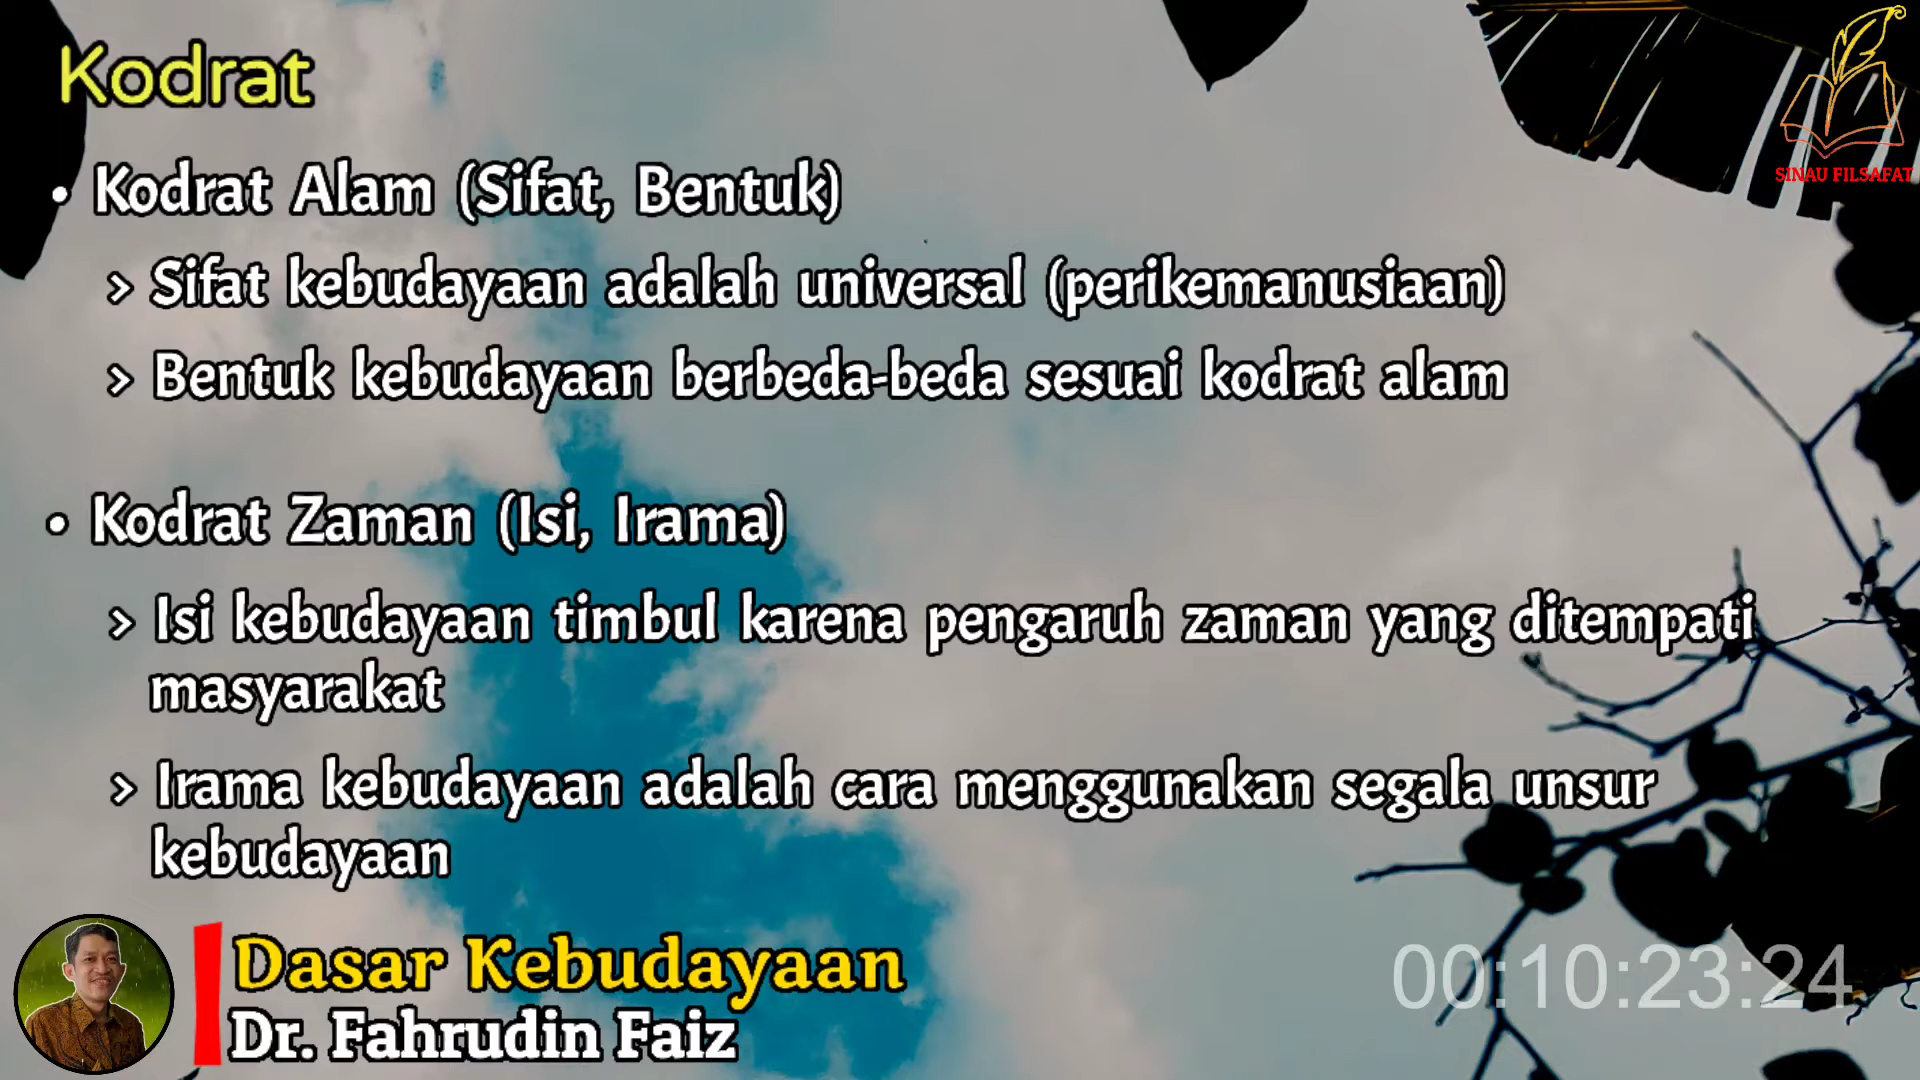 Kodrat
SINAU FILSAFAT
• Kodrat Alam (Sifat, Bentuk)
> Sifat kebudayaan adalah universal (perikemanusiaan)
> Bentuk kebudayaan berbeda-beda sesuai kodrat alam
• Kodrat Zaman (Isi, Irama)
> Isi kebudayaan timbul karena pengaruh zaman yang ditempati
masyarakat
> Irama kebudayaan adalah cara menggunakan segala unsur
kebudayaan
Dasar Kebudayaan
Dr. Fahrudin Faiz
00:10:23:24